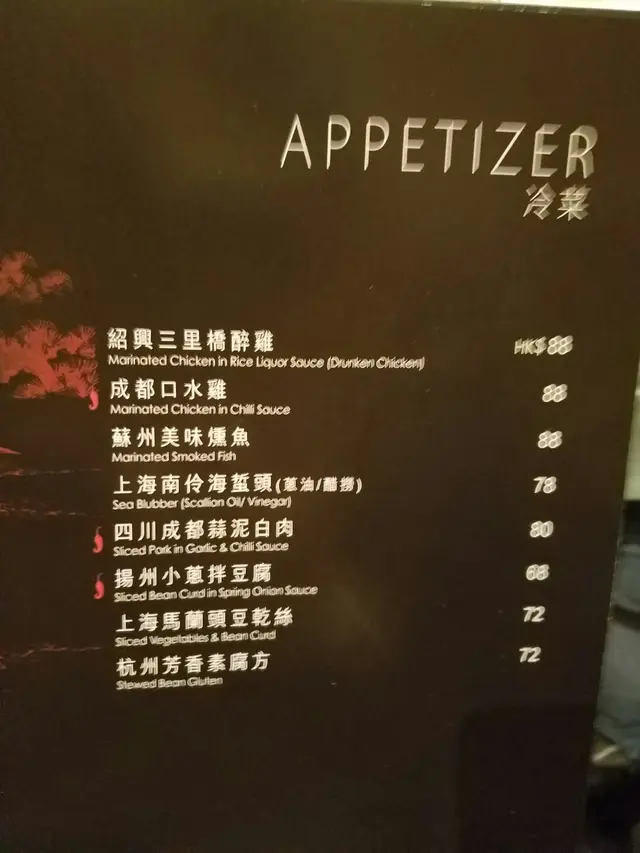 APPETIZER
冷菜
紹興三里橋醉雞 HK$ 88
Marinated Chicken in Rice Liquor Sauce (Drunken Chicken)
成都口水雞 88
Marinated Chicken in Chilli Sauce
蘇州美味燻魚 88
Marinated Smoked Fish
上海南伶海蜇頭(蔥油/醋撈) 78
Sea Blubber (Scallion Oil/ Vinegar)
四川成都蒜泥白肉 80
Sliced Pork in Garlic & Chilli Sauce
揚州小蔥拌豆腐 68
Sliced Bean Curd in Spring Onion Sauce
上海馬蘭頭豆乾絲 72
Sliced Vegetables & Bean Curd
杭州芳香素腐方 72
Stewed Bean Gluten